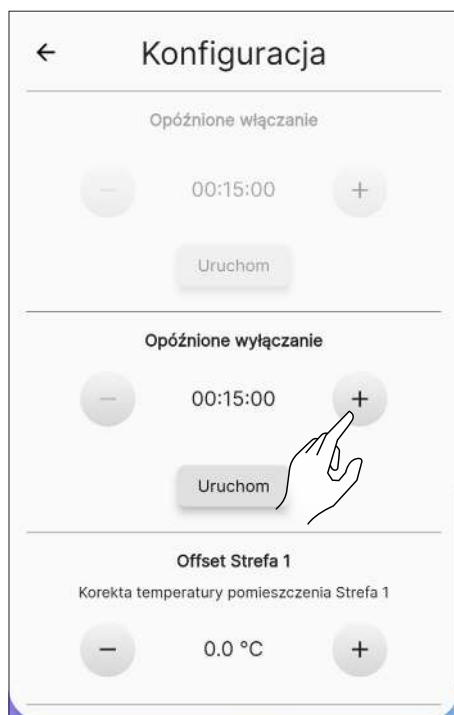 ← Konfiguracja
Opóźnione włączanie
− 00:15:00 +
Uruchom
Opóźnione wyłączanie
− 00:15:00 +
Uruchom
Offset Strefa 1
Korekta temperatury pomieszczenia Strefa 1
− 0.0 °C +